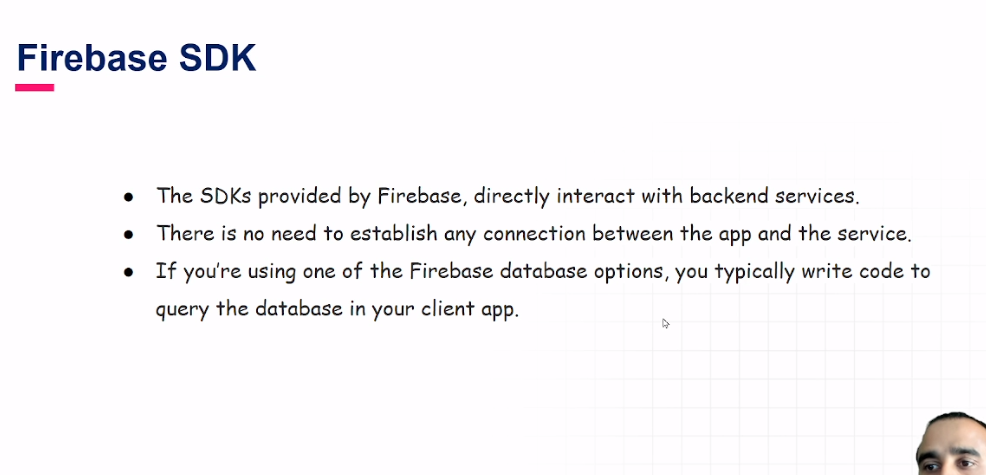 Firebase SDK
● The SDKs provided by Firebase, directly interact with backend services.
● There is no need to establish any connection between the app and the service.
● If you're using one of the Firebase database options, you typically write code to
query the database in your client app.